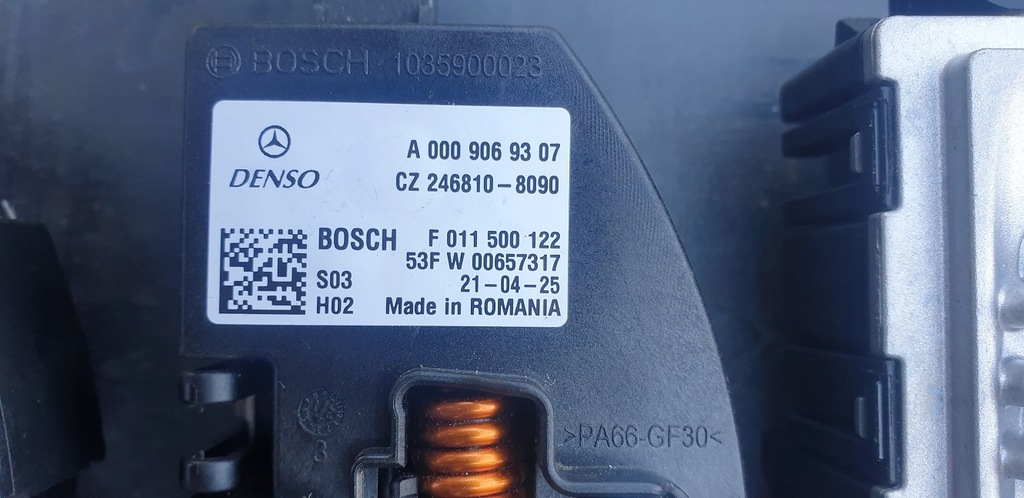 BOSCH 1035900023
A 000 906 93 07
DENSO
CZ 246810-8090
BOSCH F 011 500 122
53F W 00657317
S03 21-04-25
H02 Made in ROMANIA
>PA66-GF30<
3